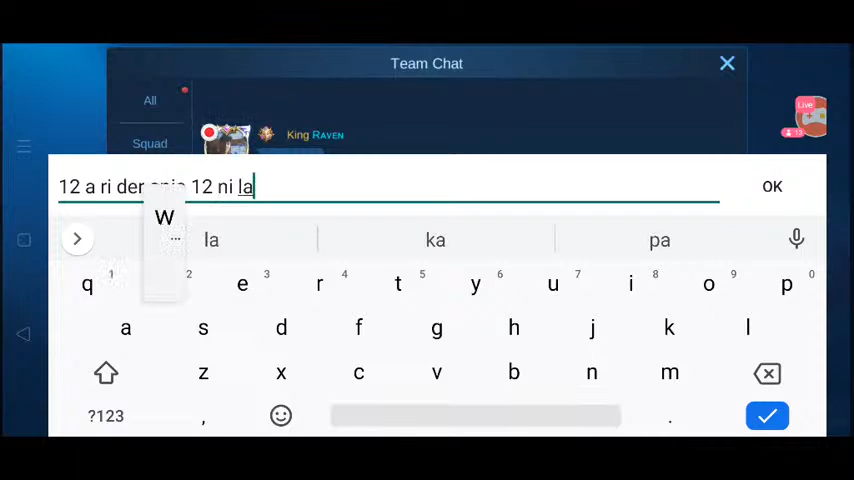 Team Chat
All
Squad
King RAVEN
Live
13
12 a ri der 12 ni la
OK
W
...
la ka pa
q 1 2 e 3 r 4 t 5 y 6 u 7 i 8 o 9 p 0
a s d f g h j k l
z x c v b n m
?123 , .